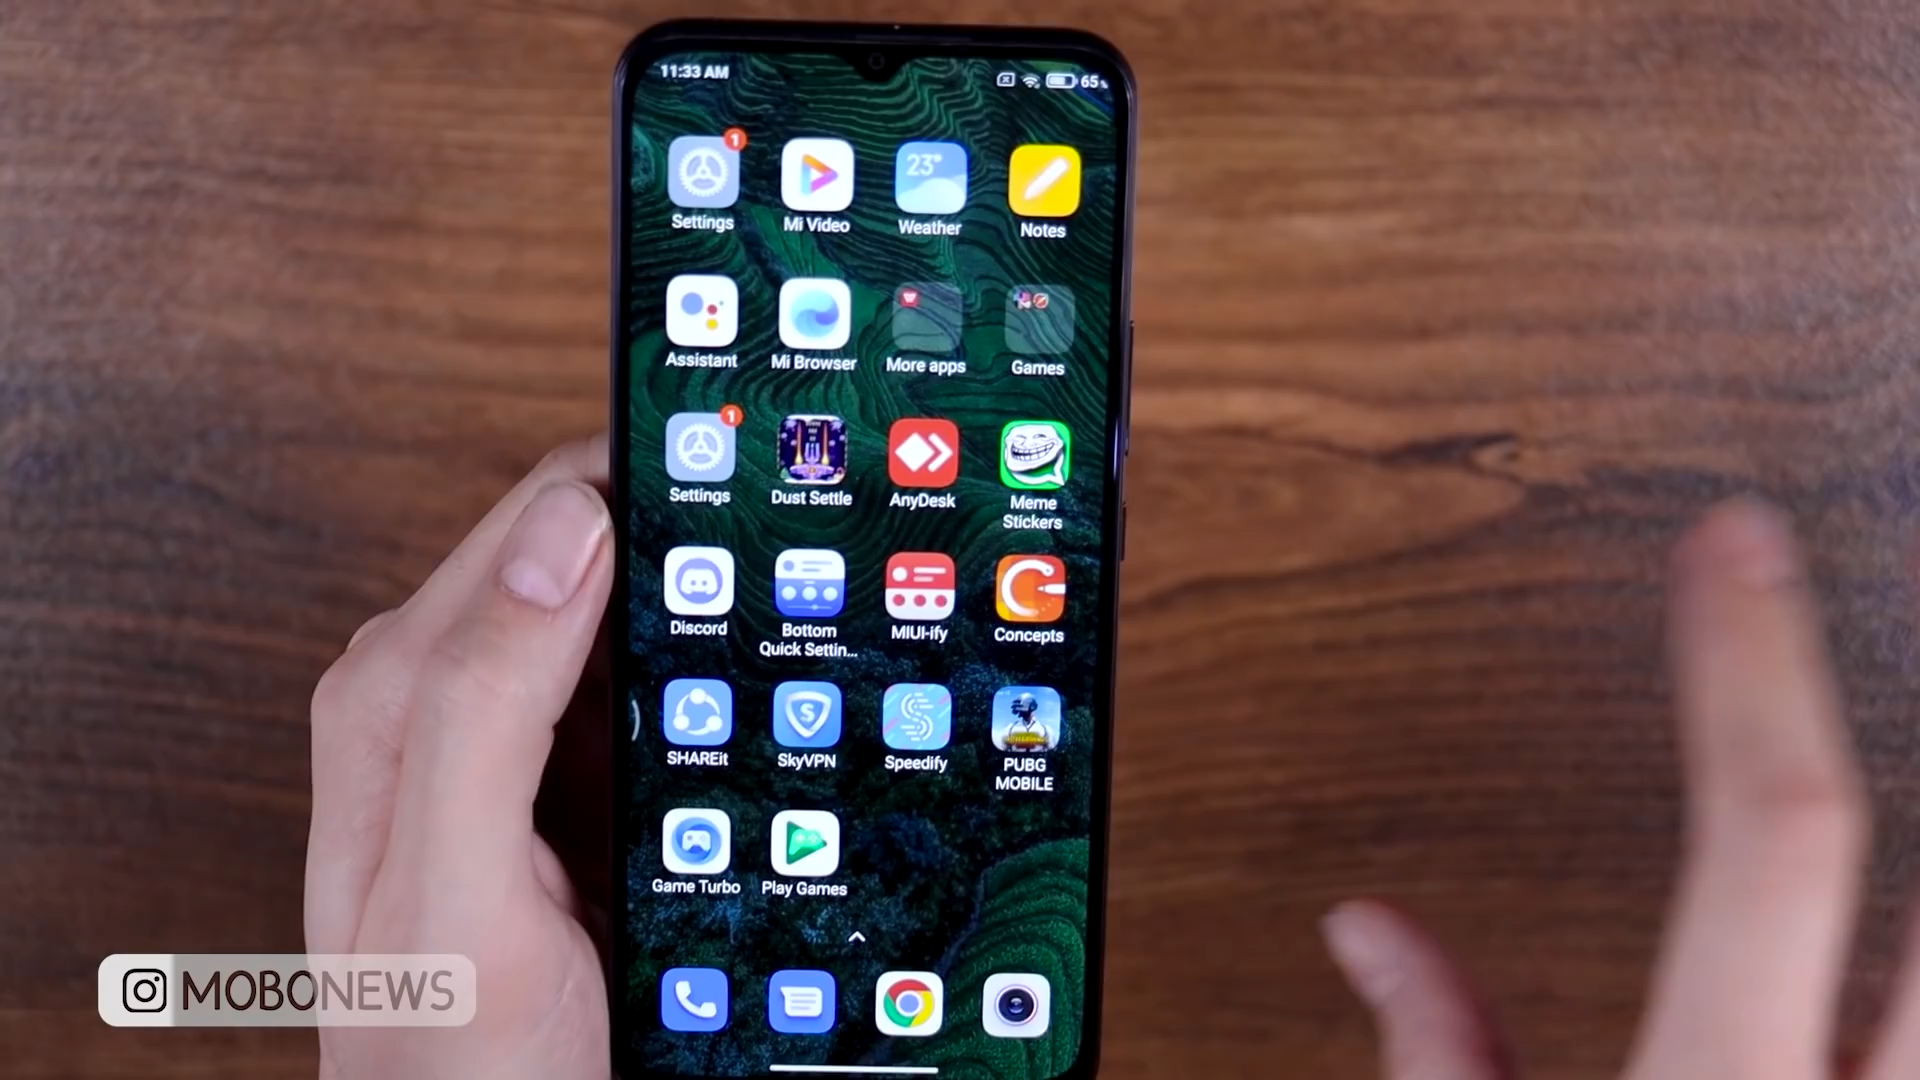 11:33 AM
65%
1
23°
Settings
Mi Video
Weather
Notes
Assistant
Mi Browser
More apps
Games
1
Settings
Dust Settle
AnyDesk
Meme
Stickers
Discord
Bottom
Quick Settin...
MIUI-ify
Concepts
S
SHAREit
SkyVPN
Speedify
PUBG
MOBILE
Game Turbo
Play Games
MOBONEWS